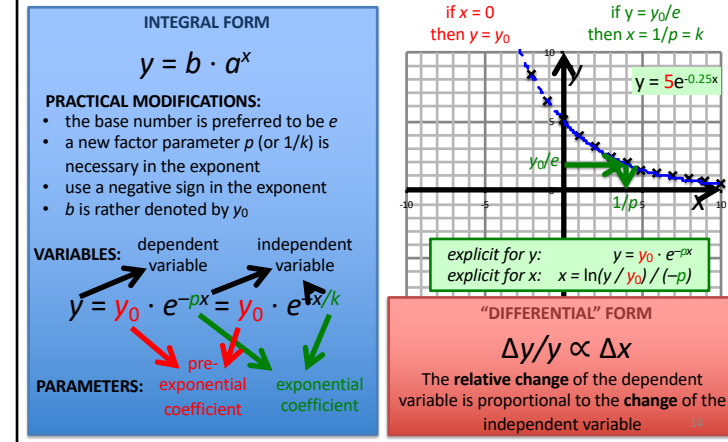 INTEGRAL FORM
y = b · aˣ
PRACTICAL MODIFICATIONS:
• the base number is preferred to be e
• a new factor parameter p (or 1/k) is
necessary in the exponent
• use a negative sign in the exponent
• b is rather denoted by y₀
VARIABLES:
dependent
variable
independent
variable
y = y₀ · e^–px = y₀ · e^–x/k
PARAMETERS:
pre-
exponential
coefficient
exponential
coefficient
if x = 0
then y = y₀
if y = y₀/e
then x = 1/p = k
10
y
y = 5e^-0.25x
5
y₀/e
-10
-5
1/p
5
x
10
explicit for y: y = y₀ · e^–px
explicit for x: x = ln(y / y₀) / (–p)
“DIFFERENTIAL” FORM
Δy/y ∝ Δx
The relative change of the dependent
variable is proportional to the change of the
independent variable
14